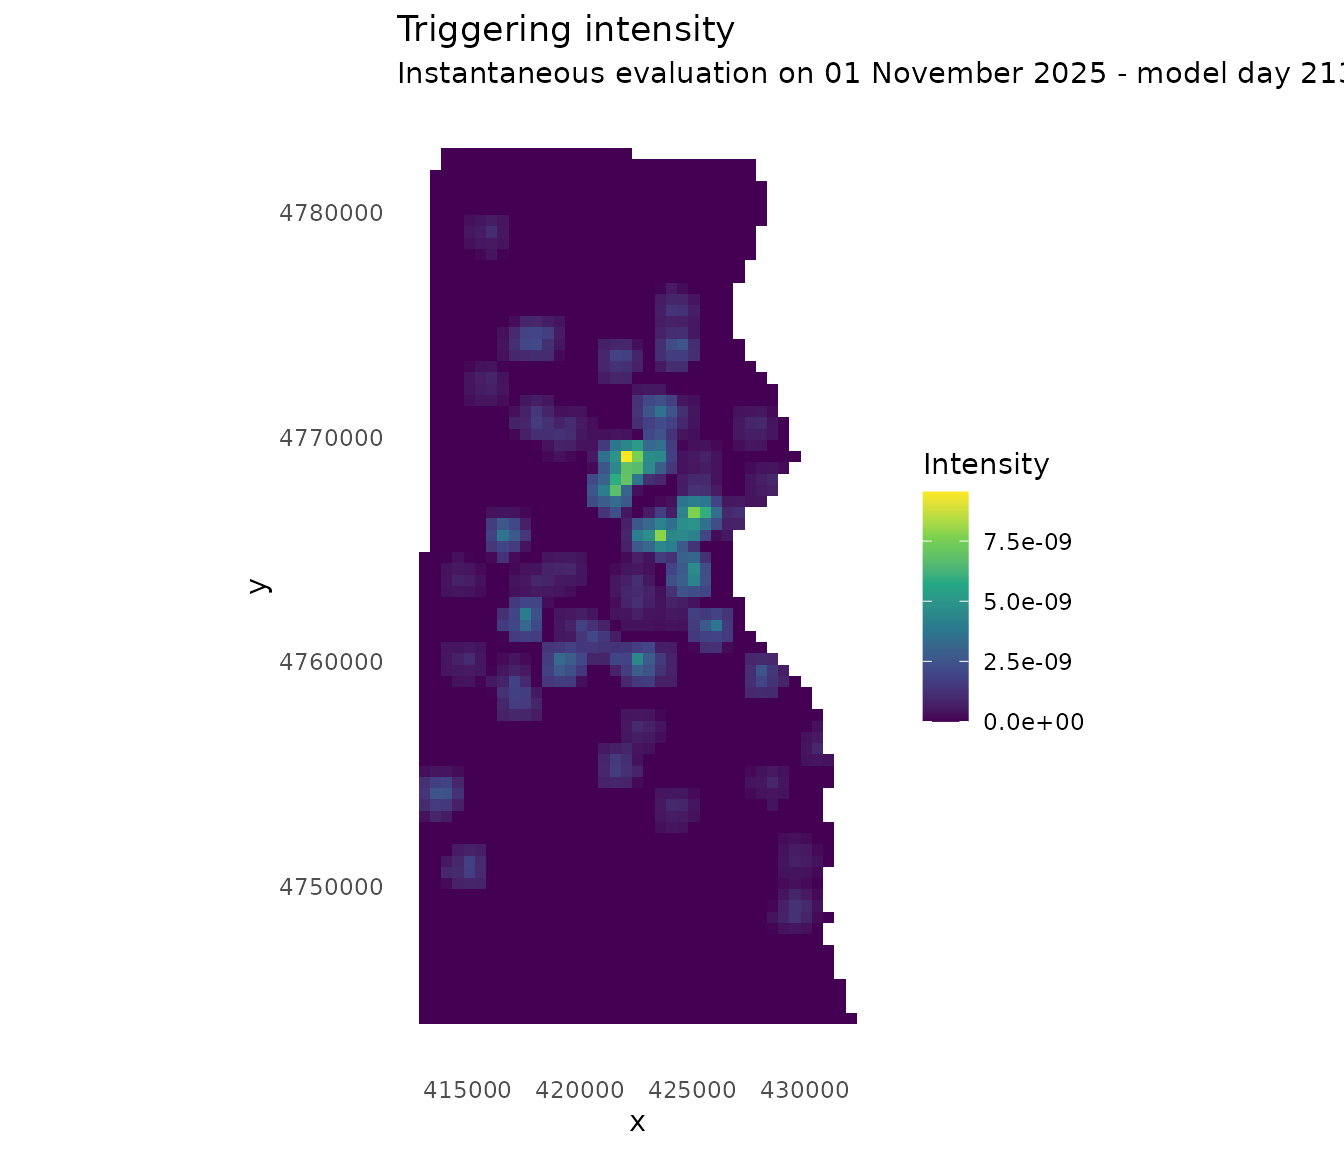 Triggering intensity
Instantaneous evaluation on 01 November 2025 - model day 213
4780000
4770000
4760000
4750000
y
415000 420000 425000 430000
x
Intensity
7.5e-09
5.0e-09
2.5e-09
0.0e+00